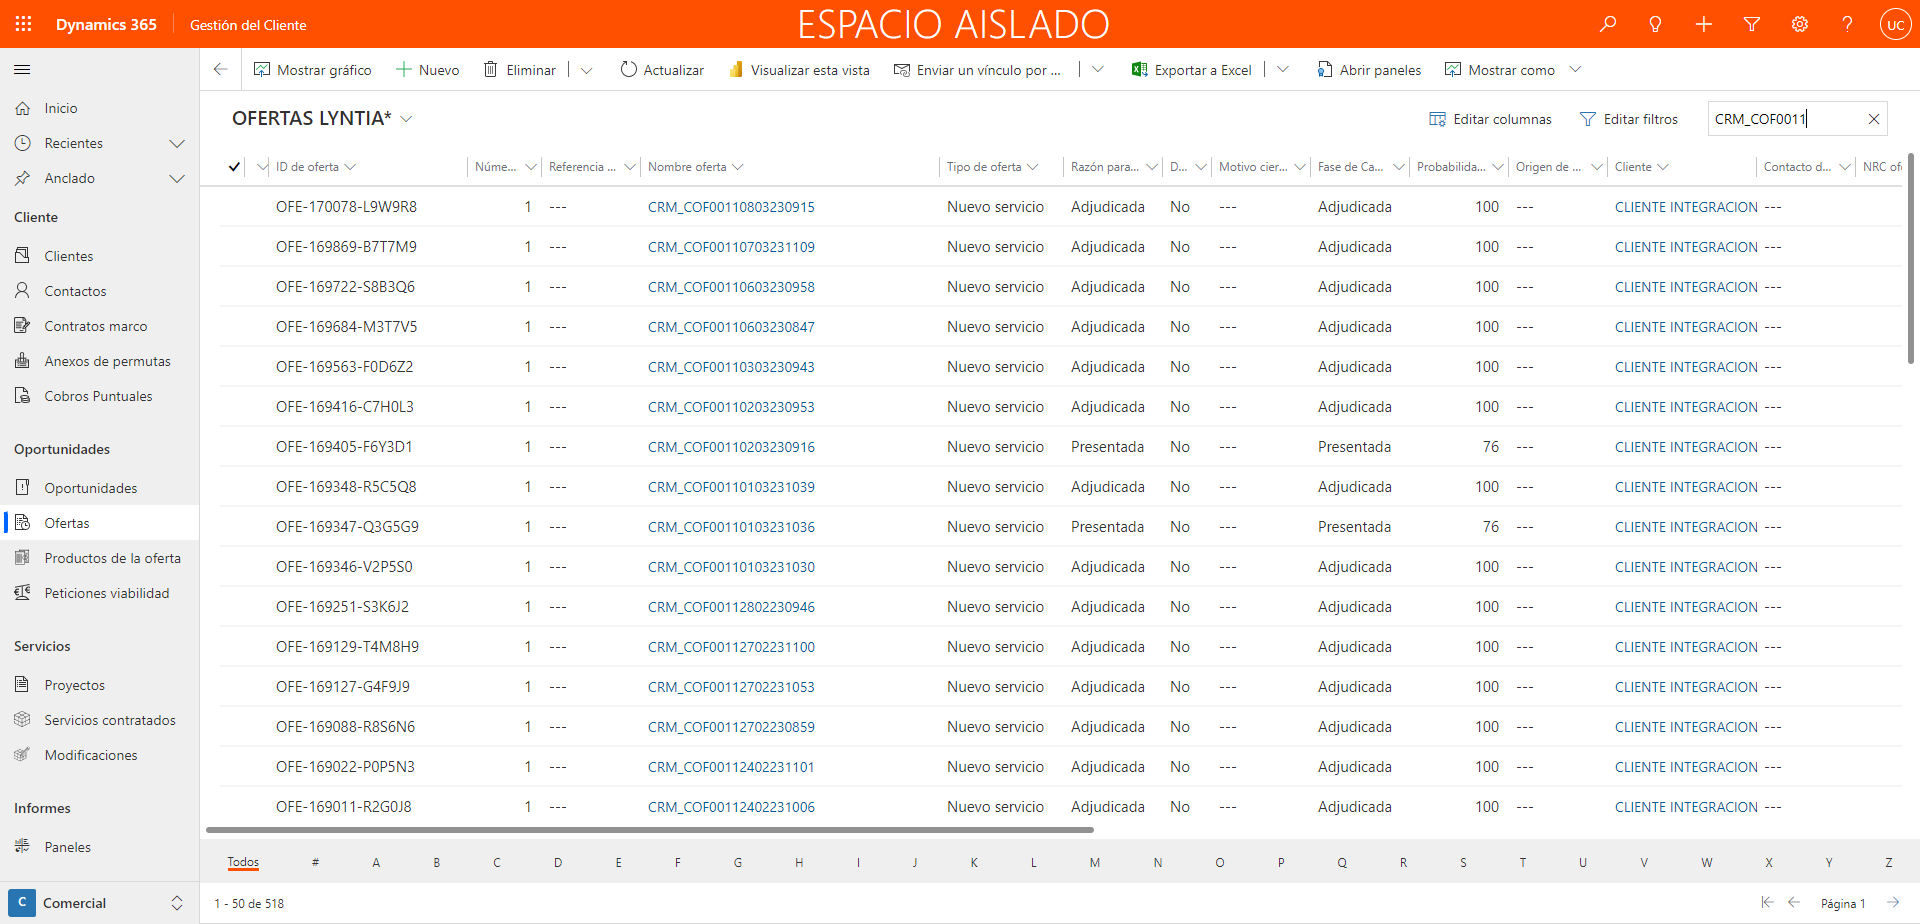 Dynamics 365 Gestión del Cliente ESPACIO AISLADO UC
Mostrar gráfico Nuevo Eliminar Actualizar Visualizar esta vista Enviar un vínculo por ... Exportar a Excel Abrir paneles Mostrar como
Inicio
Recientes
Anclado
Cliente
Clientes
Contactos
Contratos marco
Anexos de permutas
Cobros Puntuales
Oportunidades
Oportunidades
Ofertas
Productos de la oferta
Peticiones viabilidad
Servicios
Proyectos
Servicios contratados
Modificaciones
Informes
Paneles
C Comercial
OFERTAS LYNTIA* Editar columnas Editar filtros CRM_COF0011
ID de oferta Núme... Referencia ... Nombre oferta Tipo de oferta Razón para... D... Motivo cier... Fase de Ca... Probabilida... Origen de ... Cliente Contacto d... NRC ofe
OFE-170078-L9W9R8 1 --- CRM_COF00110803230915 Nuevo servicio Adjudicada No --- Adjudicada 100 --- CLIENTE INTEGRACION ---
OFE-169869-B7T7M9 1 --- CRM_COF00110703231109 Nuevo servicio Adjudicada No --- Adjudicada 100 --- CLIENTE INTEGRACION ---
OFE-169722-S8B3Q6 1 --- CRM_COF00110603230958 Nuevo servicio Adjudicada No --- Adjudicada 100 --- CLIENTE INTEGRACION ---
OFE-169684-M3T7V5 1 --- CRM_COF00110603230847 Nuevo servicio Adjudicada No --- Adjudicada 100 --- CLIENTE INTEGRACION ---
OFE-169563-F0D6Z2 1 --- CRM_COF00110303230943 Nuevo servicio Adjudicada No --- Adjudicada 100 --- CLIENTE INTEGRACION ---
OFE-169416-C7H0L3 1 --- CRM_COF00110203230953 Nuevo servicio Adjudicada No --- Adjudicada 100 --- CLIENTE INTEGRACION ---
OFE-169405-F6Y3D1 1 --- CRM_COF00110203230916 Nuevo servicio Presentada No --- Presentada 76 --- CLIENTE INTEGRACION ---
OFE-169348-R5C5Q8 1 --- CRM_COF00110103231039 Nuevo servicio Adjudicada No --- Adjudicada 100 --- CLIENTE INTEGRACION ---
OFE-169347-Q3G5G9 1 --- CRM_COF00110103231036 Nuevo servicio Presentada No --- Presentada 76 --- CLIENTE INTEGRACION ---
OFE-169346-V2P5S0 1 --- CRM_COF00110103231030 Nuevo servicio Adjudicada No --- Adjudicada 100 --- CLIENTE INTEGRACION ---
OFE-169251-S3K6J2 1 --- CRM_COF00112802230946 Nuevo servicio Adjudicada No --- Adjudicada 100 --- CLIENTE INTEGRACION ---
OFE-169129-T4M8H9 1 --- CRM_COF00112702231100 Nuevo servicio Adjudicada No --- Adjudicada 100 --- CLIENTE INTEGRACION ---
OFE-169127-G4F9J9 1 --- CRM_COF00112702231053 Nuevo servicio Adjudicada No --- Adjudicada 100 --- CLIENTE INTEGRACION ---
OFE-169088-R8S6N6 1 --- CRM_COF00112702230859 Nuevo servicio Adjudicada No --- Adjudicada 100 --- CLIENTE INTEGRACION ---
OFE-169022-P0P5N3 1 --- CRM_COF00112402231101 Nuevo servicio Adjudicada No --- Adjudicada 100 --- CLIENTE INTEGRACION ---
OFE-169011-R2G0J8 1 --- CRM_COF00112402231006 Nuevo servicio Adjudicada No --- Adjudicada 100 --- CLIENTE INTEGRACION ---
Todos # A B C D E F G H I J K L M N O P Q R S T U V W X Y Z
1 - 50 de 518 Página 1